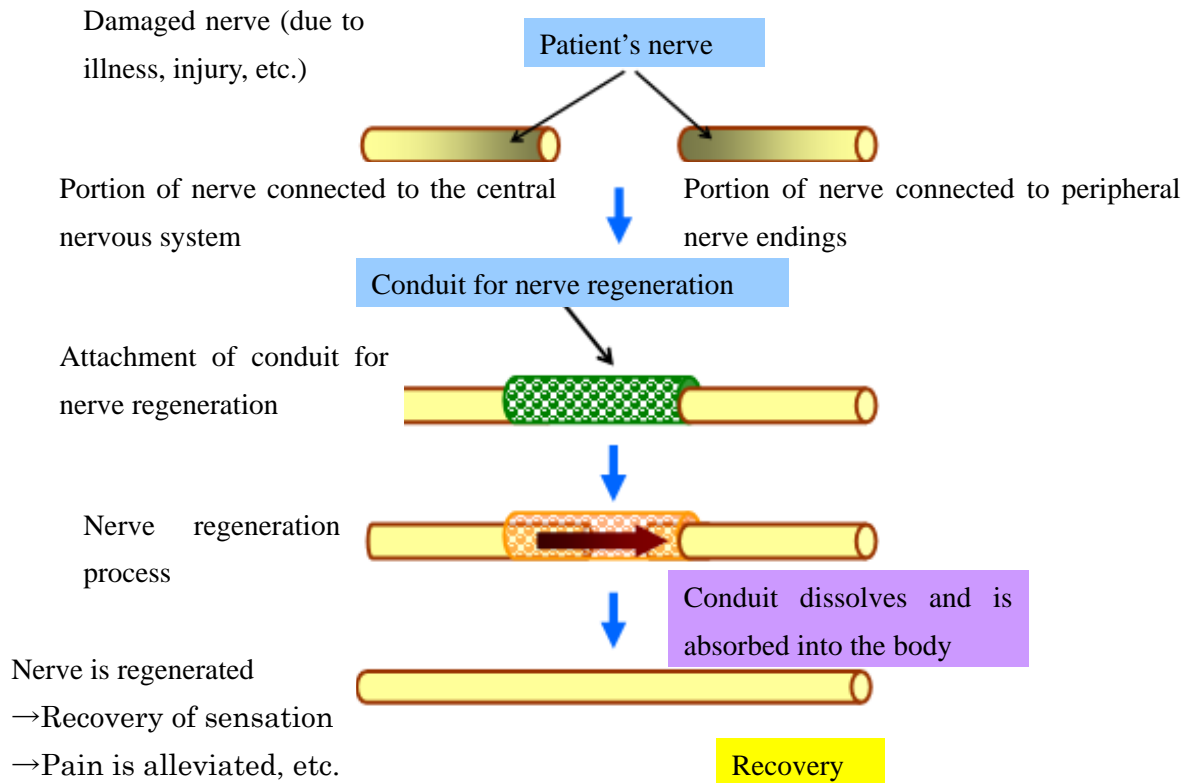 Damaged nerve (due to
illness, injury, etc.)
Patient’s nerve
Portion of nerve connected to the central
nervous system
Portion of nerve connected to peripheral
nerve endings
Conduit for nerve regeneration
Attachment of conduit for
nerve regeneration
Nerve regeneration
process
Conduit dissolves and is
absorbed into the body
Nerve is regenerated
→Recovery of sensation
→Pain is alleviated, etc.
Recovery